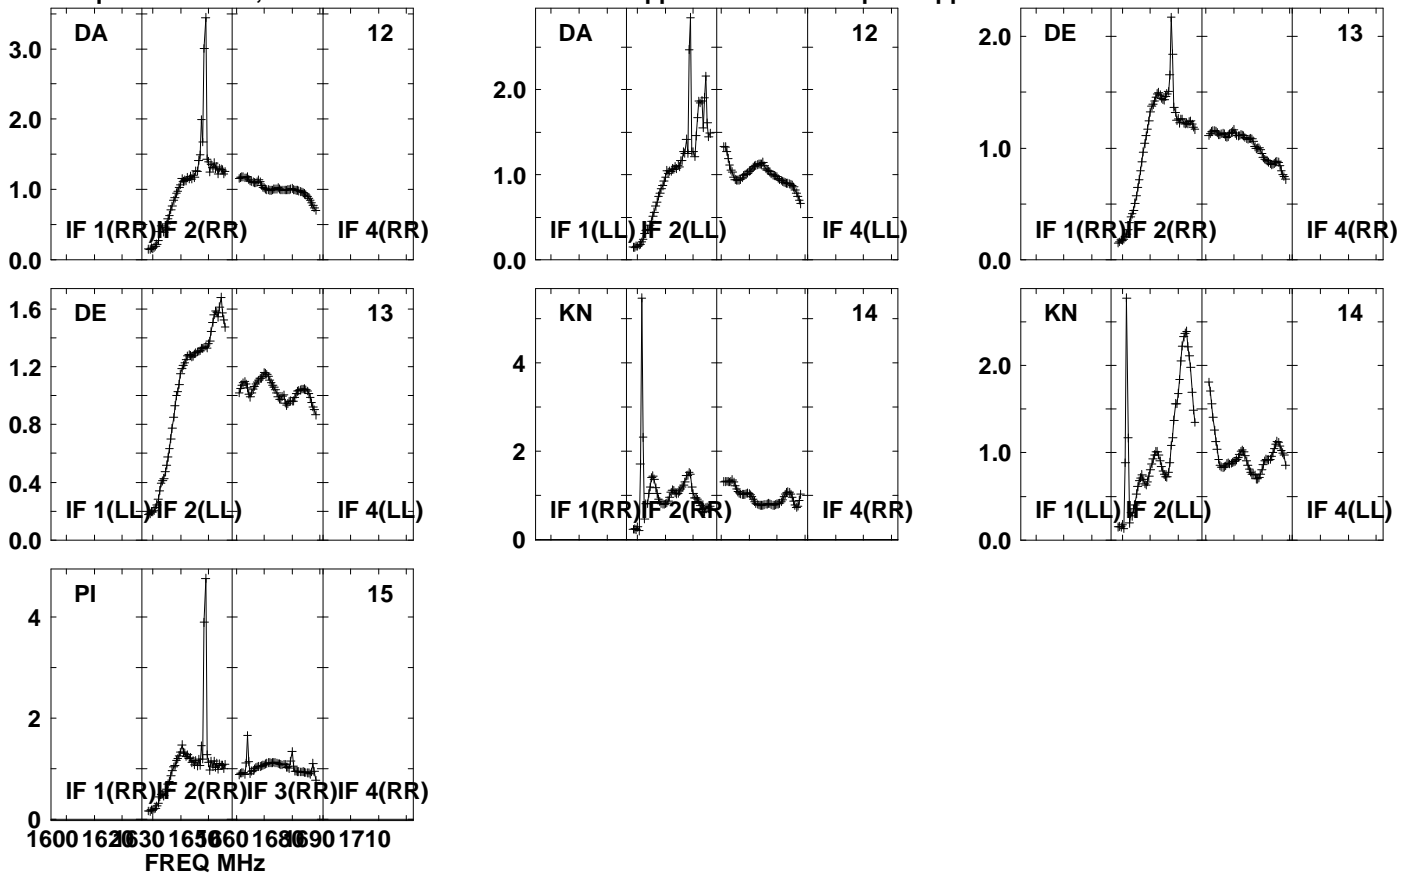 DA 12 DA 12 DE 13
3.0 2.0 2.0
2.0 1.0 1.0
1.0 0.0 0.0
0.0
IF 1(RR) IF 2(RR) IF 4(RR) IF 1(LL) IF 2(LL) IF 4(LL) IF 1(RR) IF 2(RR) IF 4(RR)
DE 13 KN 14 KN 14
1.6 4 2.0
1.2 2 1.0
0.8 0 0.0
0.4
0.0
IF 1(LL) IF 2(LL) IF 4(LL) IF 1(RR) IF 2(RR) IF 4(RR) IF 1(LL) IF 2(LL) IF 4(LL)
PI 15
4
2
0
IF 1(RR) IF 2(RR) IF 3(RR) IF 4(RR)
1600 1620 1630 1650 1660 1680 1690 1710
FREQ MHz